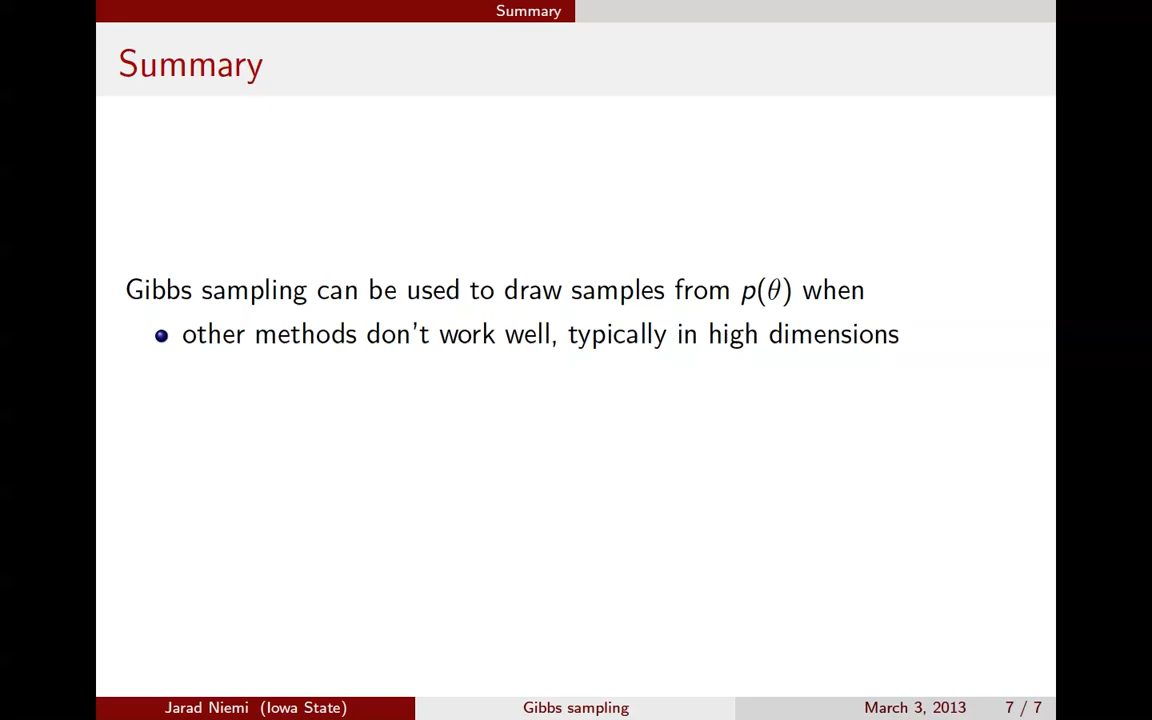 Summary
Summary
Gibbs sampling can be used to draw samples from p(θ) when
other methods don't work well, typically in high dimensions
Jarad Niemi (Iowa State) Gibbs sampling March 3, 2013 7 / 7